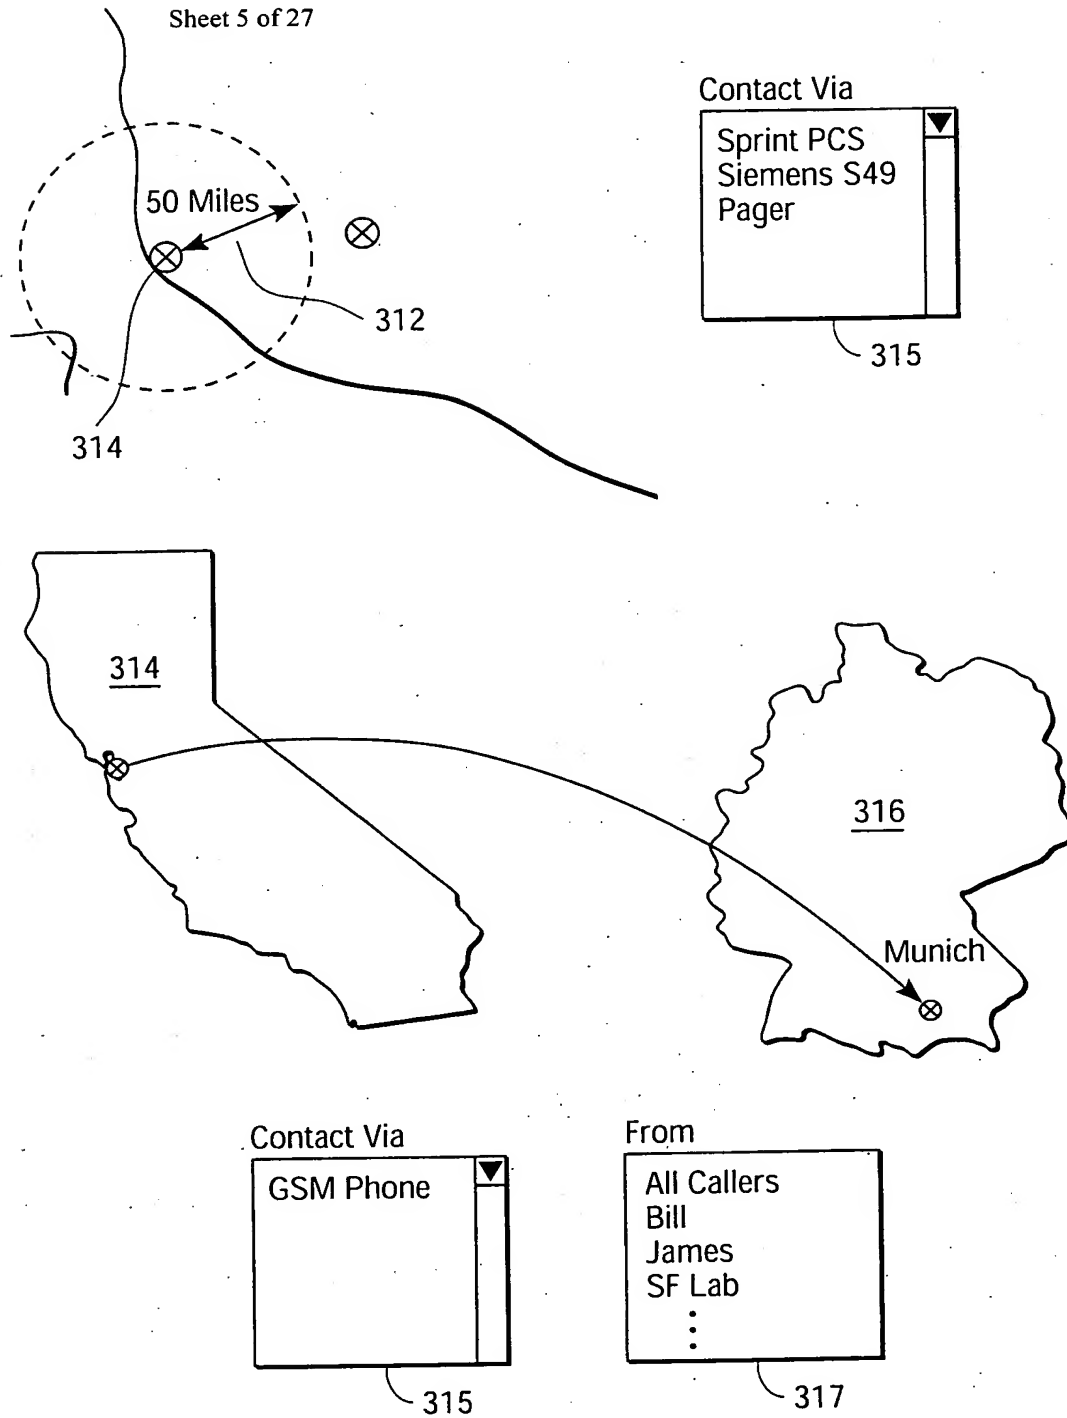 Sheet 5 of 27
Contact Via
Sprint PCS
Siemens S49
Pager
315
50 Miles
312
314
314
316
Munich
Contact Via
GSM Phone
315
From
All Callers
Bill
James
SF Lab
317